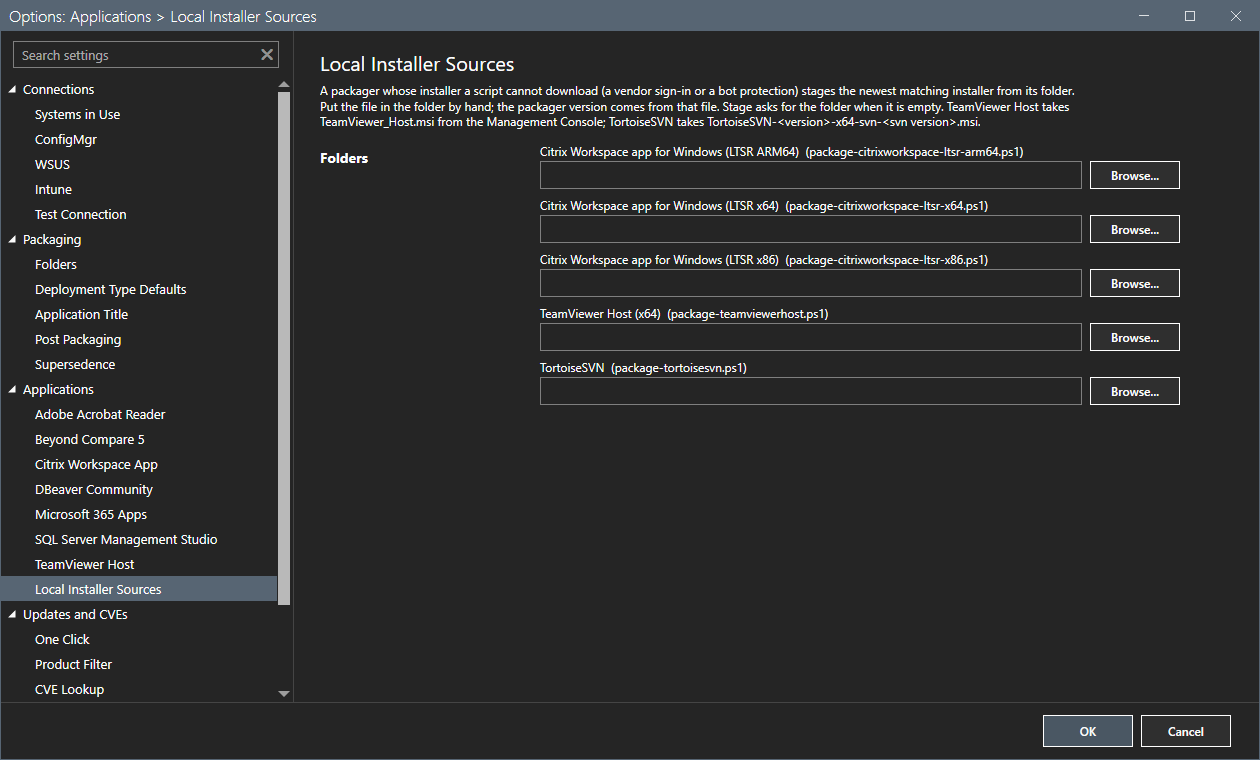 Options: Applications > Local Installer Sources
Search settings
Connections
Systems in Use
ConfigMgr
WSUS
Intune
Test Connection
Packaging
Folders
Deployment Type Defaults
Application Title
Post Packaging
Supersedence
Applications
Adobe Acrobat Reader
Beyond Compare 5
Citrix Workspace App
DBeaver Community
Microsoft 365 Apps
SQL Server Management Studio
TeamViewer Host
Local Installer Sources
Updates and CVEs
One Click
Product Filter
CVE Lookup
Local Installer Sources
A packager whose installer a script cannot download (a vendor sign-in or a bot protection) stages the newest matching installer from its folder.
Put the file in the folder by hand; the packager version comes from that file. Stage asks for the folder when it is empty. TeamViewer Host takes
TeamViewer_Host.msi from the Management Console; TortoiseSVN takes TortoiseSVN-<version>-x64-svn-<svn version>.msi.
Folders
Citrix Workspace app for Windows (LTSR ARM64)  (package-citrixworkspace-ltsr-arm64.ps1)
Browse...
Citrix Workspace app for Windows (LTSR x64)  (package-citrixworkspace-ltsr-x64.ps1)
Browse...
Citrix Workspace app for Windows (LTSR x86)  (package-citrixworkspace-ltsr-x86.ps1)
Browse...
TeamViewer Host (x64)  (package-teamviewerhost.ps1)
Browse...
TortoiseSVN  (package-tortoisesvn.ps1)
Browse...
OK
Cancel